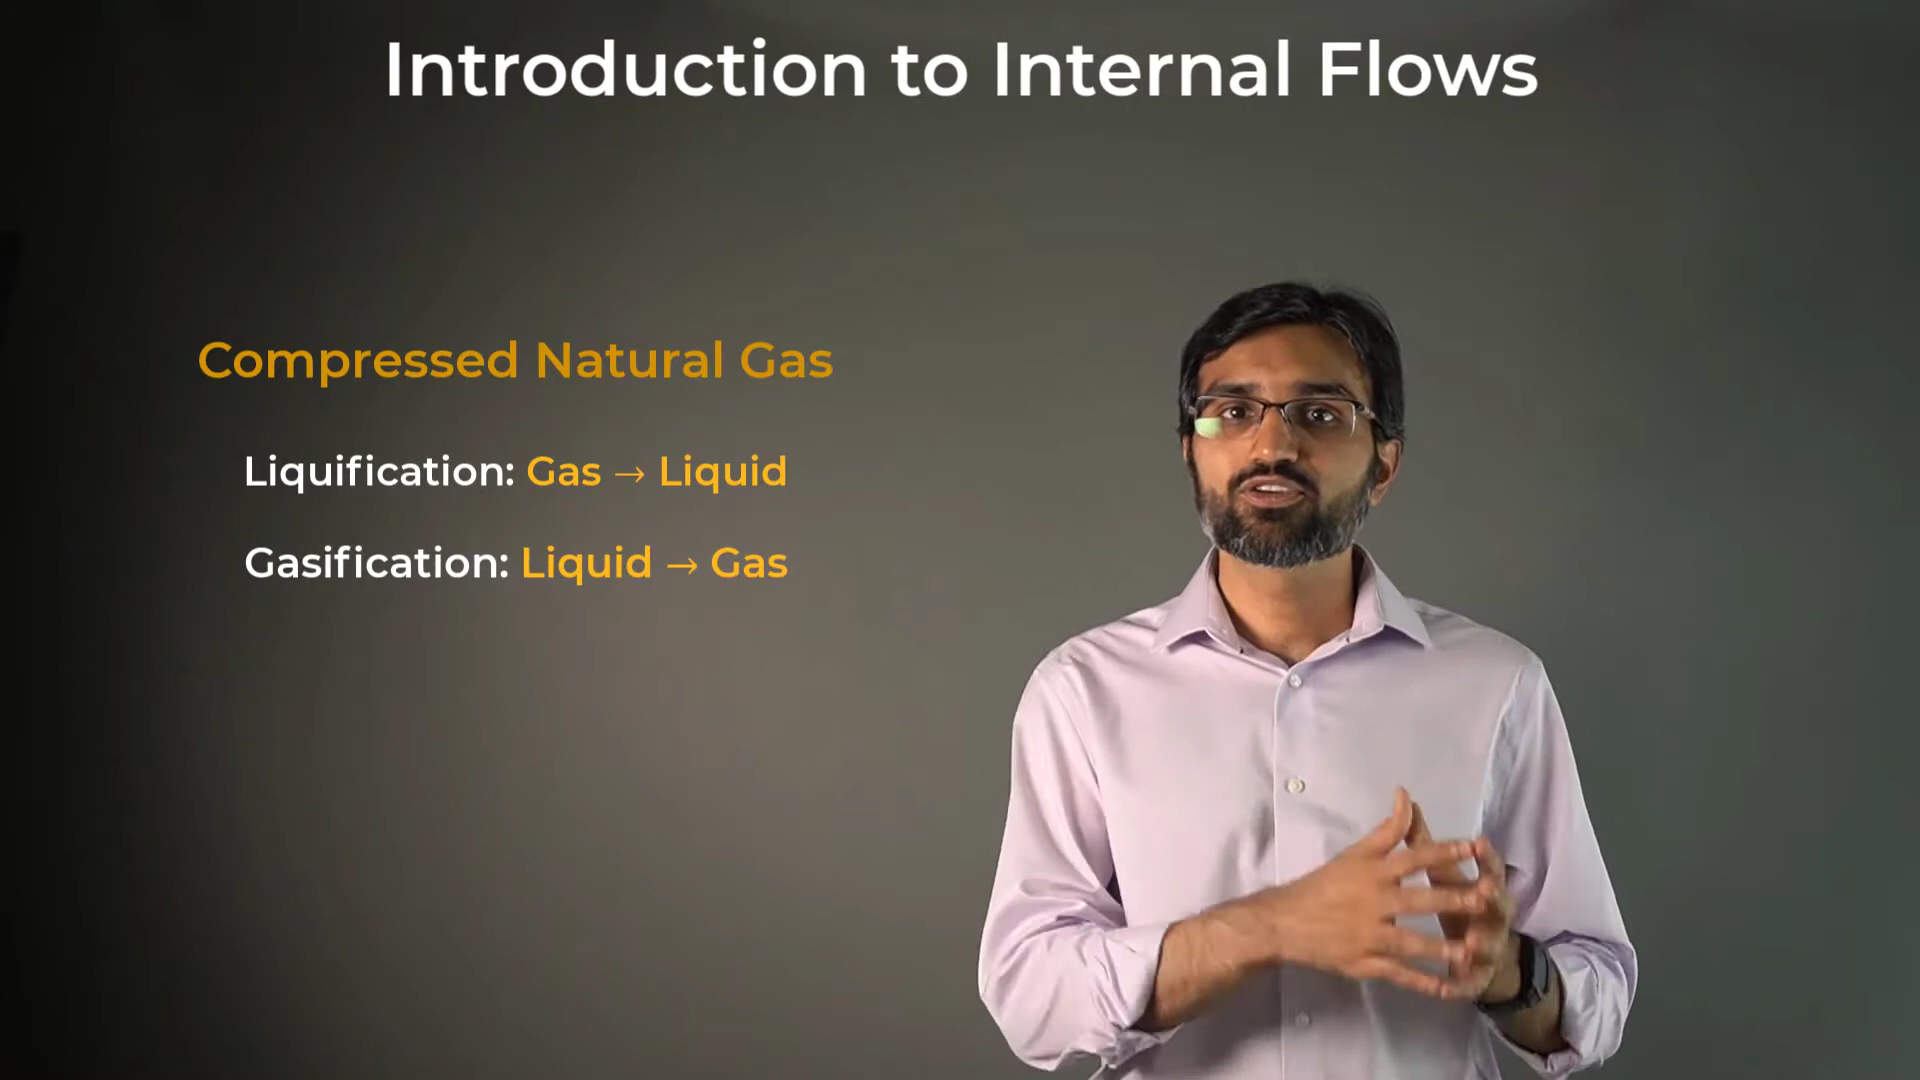 Introduction to Internal Flows
Compressed Natural Gas
Liquification: Gas → Liquid
Gasification: Liquid → Gas